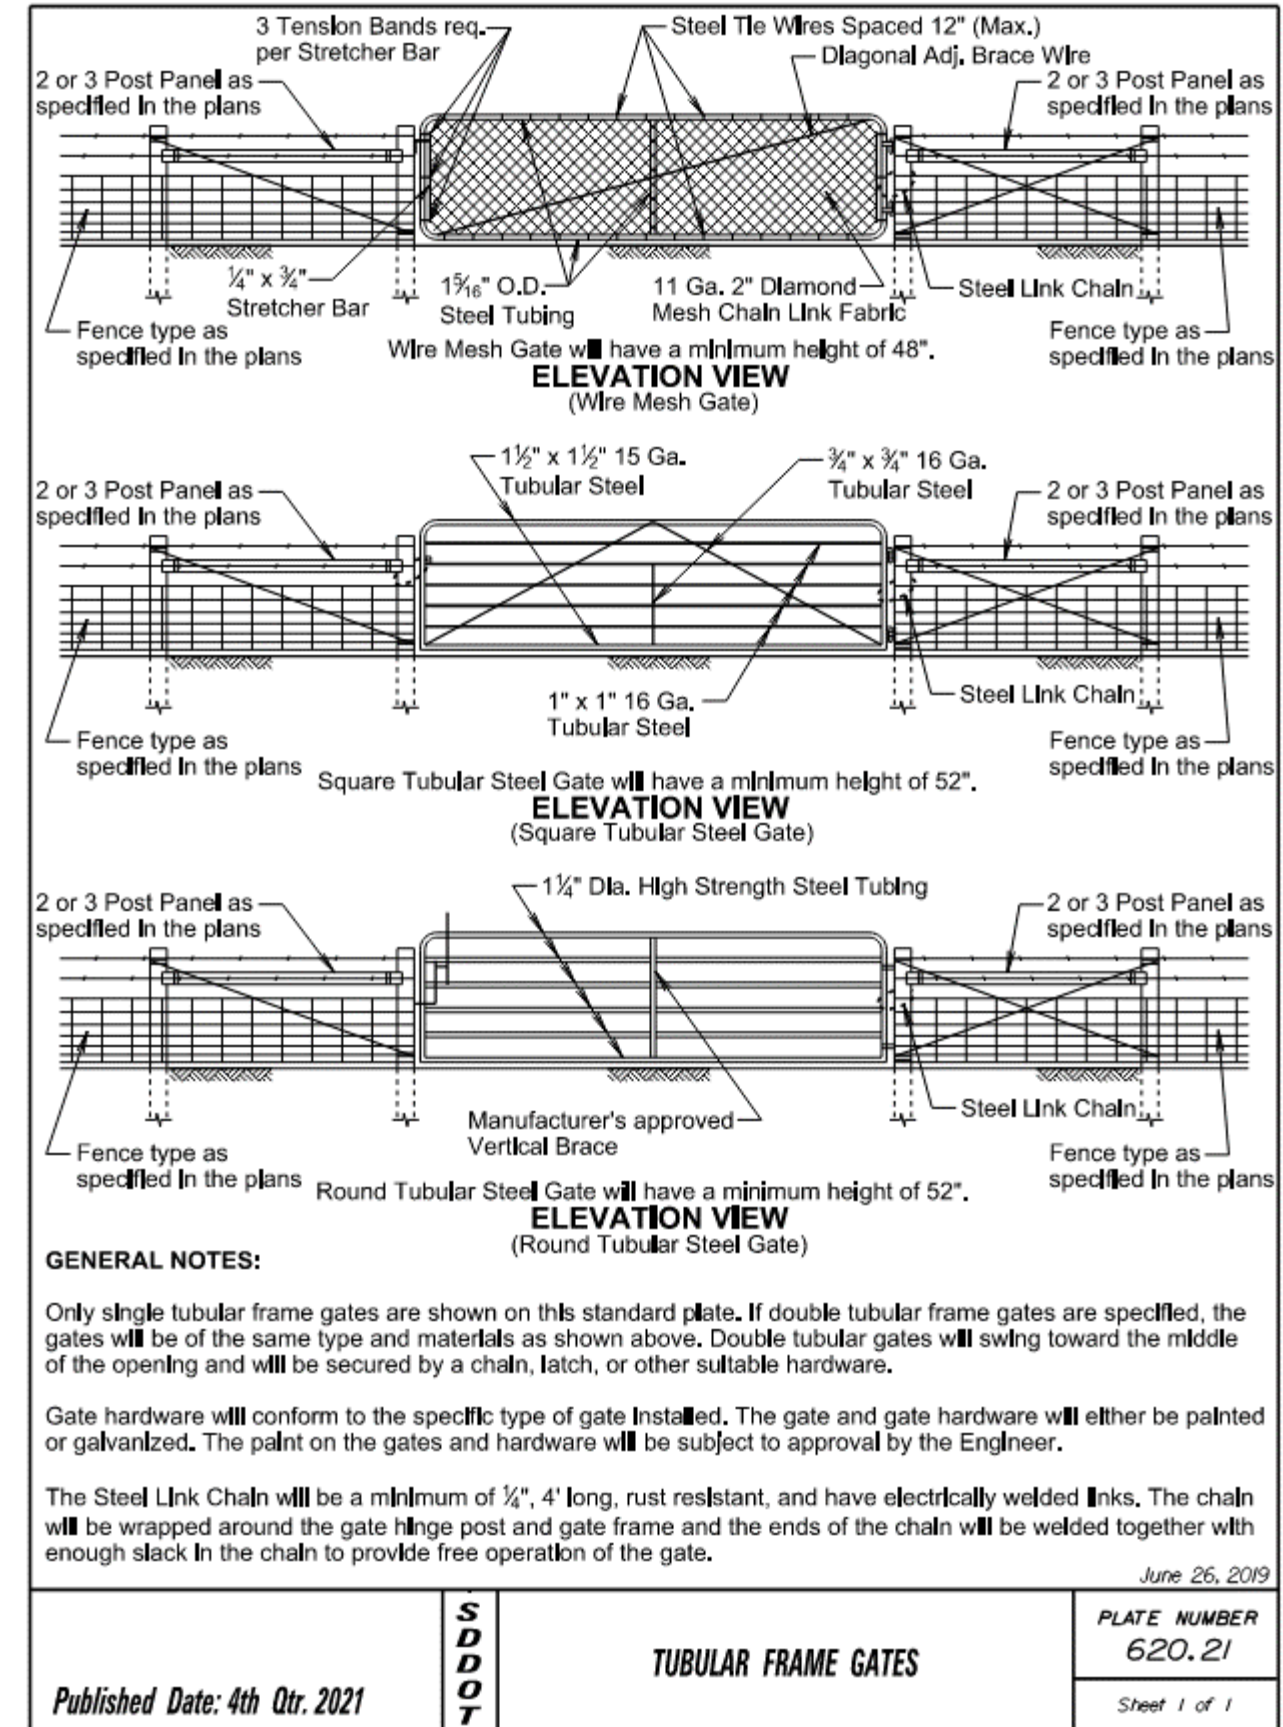 3 Tension Bands req.
per Stretcher Bar
Steel Tie Wires Spaced 12" (Max.)
Diagonal Adj. Brace Wire
2 or 3 Post Panel as
specified in the plans
2 or 3 Post Panel as
specified in the plans
¼" x ¾"
Stretcher Bar
1 5/16" O.D.
Steel Tubing
11 Ga. 2" Diamond
Mesh Chain Link Fabric
Steel Link Chain
Fence type as
specified in the plans
Fence type as
specified in the plans
Wire Mesh Gate will have a minimum height of 48".
ELEVATION VIEW
(Wire Mesh Gate)
1½" x 1½" 15 Ga.
Tubular Steel
¾" x ¾" 16 Ga.
Tubular Steel
2 or 3 Post Panel as
specified in the plans
2 or 3 Post Panel as
specified in the plans
1" x 1" 16 Ga.
Tubular Steel
Steel Link Chain
Fence type as
specified in the plans
Fence type as
specified in the plans
Square Tubular Steel Gate will have a minimum height of 52".
ELEVATION VIEW
(Square Tubular Steel Gate)
1¼" Dia. High Strength Steel Tubing
2 or 3 Post Panel as
specified in the plans
2 or 3 Post Panel as
specified in the plans
Manufacturer's approved
Vertical Brace
Steel Link Chain
Fence type as
specified in the plans
Fence type as
specified in the plans
Round Tubular Steel Gate will have a minimum height of 52".
ELEVATION VIEW
(Round Tubular Steel Gate)
GENERAL NOTES:
Only single tubular frame gates are shown on this standard plate. If double tubular frame gates are specified, the
gates will be of the same type and materials as shown above. Double tubular gates will swing toward the middle
of the opening and will be secured by a chain, latch, or other suitable hardware.
Gate hardware will conform to the specific type of gate installed. The gate and gate hardware will either be painted
or galvanized. The paint on the gates and hardware will be subject to approval by the Engineer.
The Steel Link Chain will be a minimum of ¼", 4' long, rust resistant, and have electrically welded links. The chain
will be wrapped around the gate hinge post and gate frame and the ends of the chain will be welded together with
enough slack in the chain to provide free operation of the gate.
June 26, 2019
Published Date: 4th Qtr. 2021
S
D
D
O
T
TUBULAR FRAME GATES
PLATE NUMBER
620.21
Sheet 1 of 1